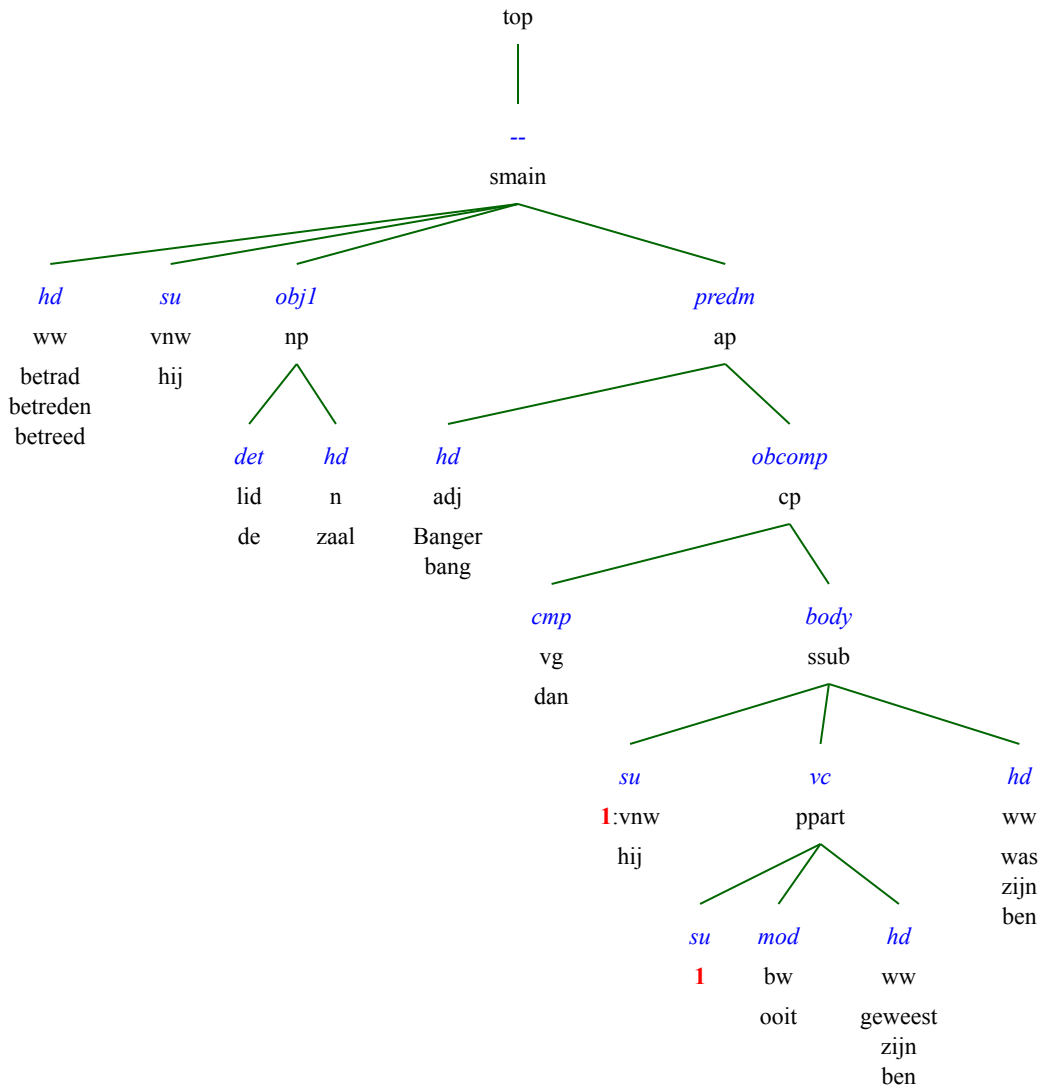 top
--
smain
hd su obj1 predm
ww vnw np ap
betrad hij
betreden
betreed
det hd hd obcomp
lid n adj cp
de zaal Banger
bang
cmp body
vg ssub
dan
su vc hd
1:vnw ppart ww
hij was
zijn
ben
su mod hd
1 bw ww
ooit geweest
zijn
ben